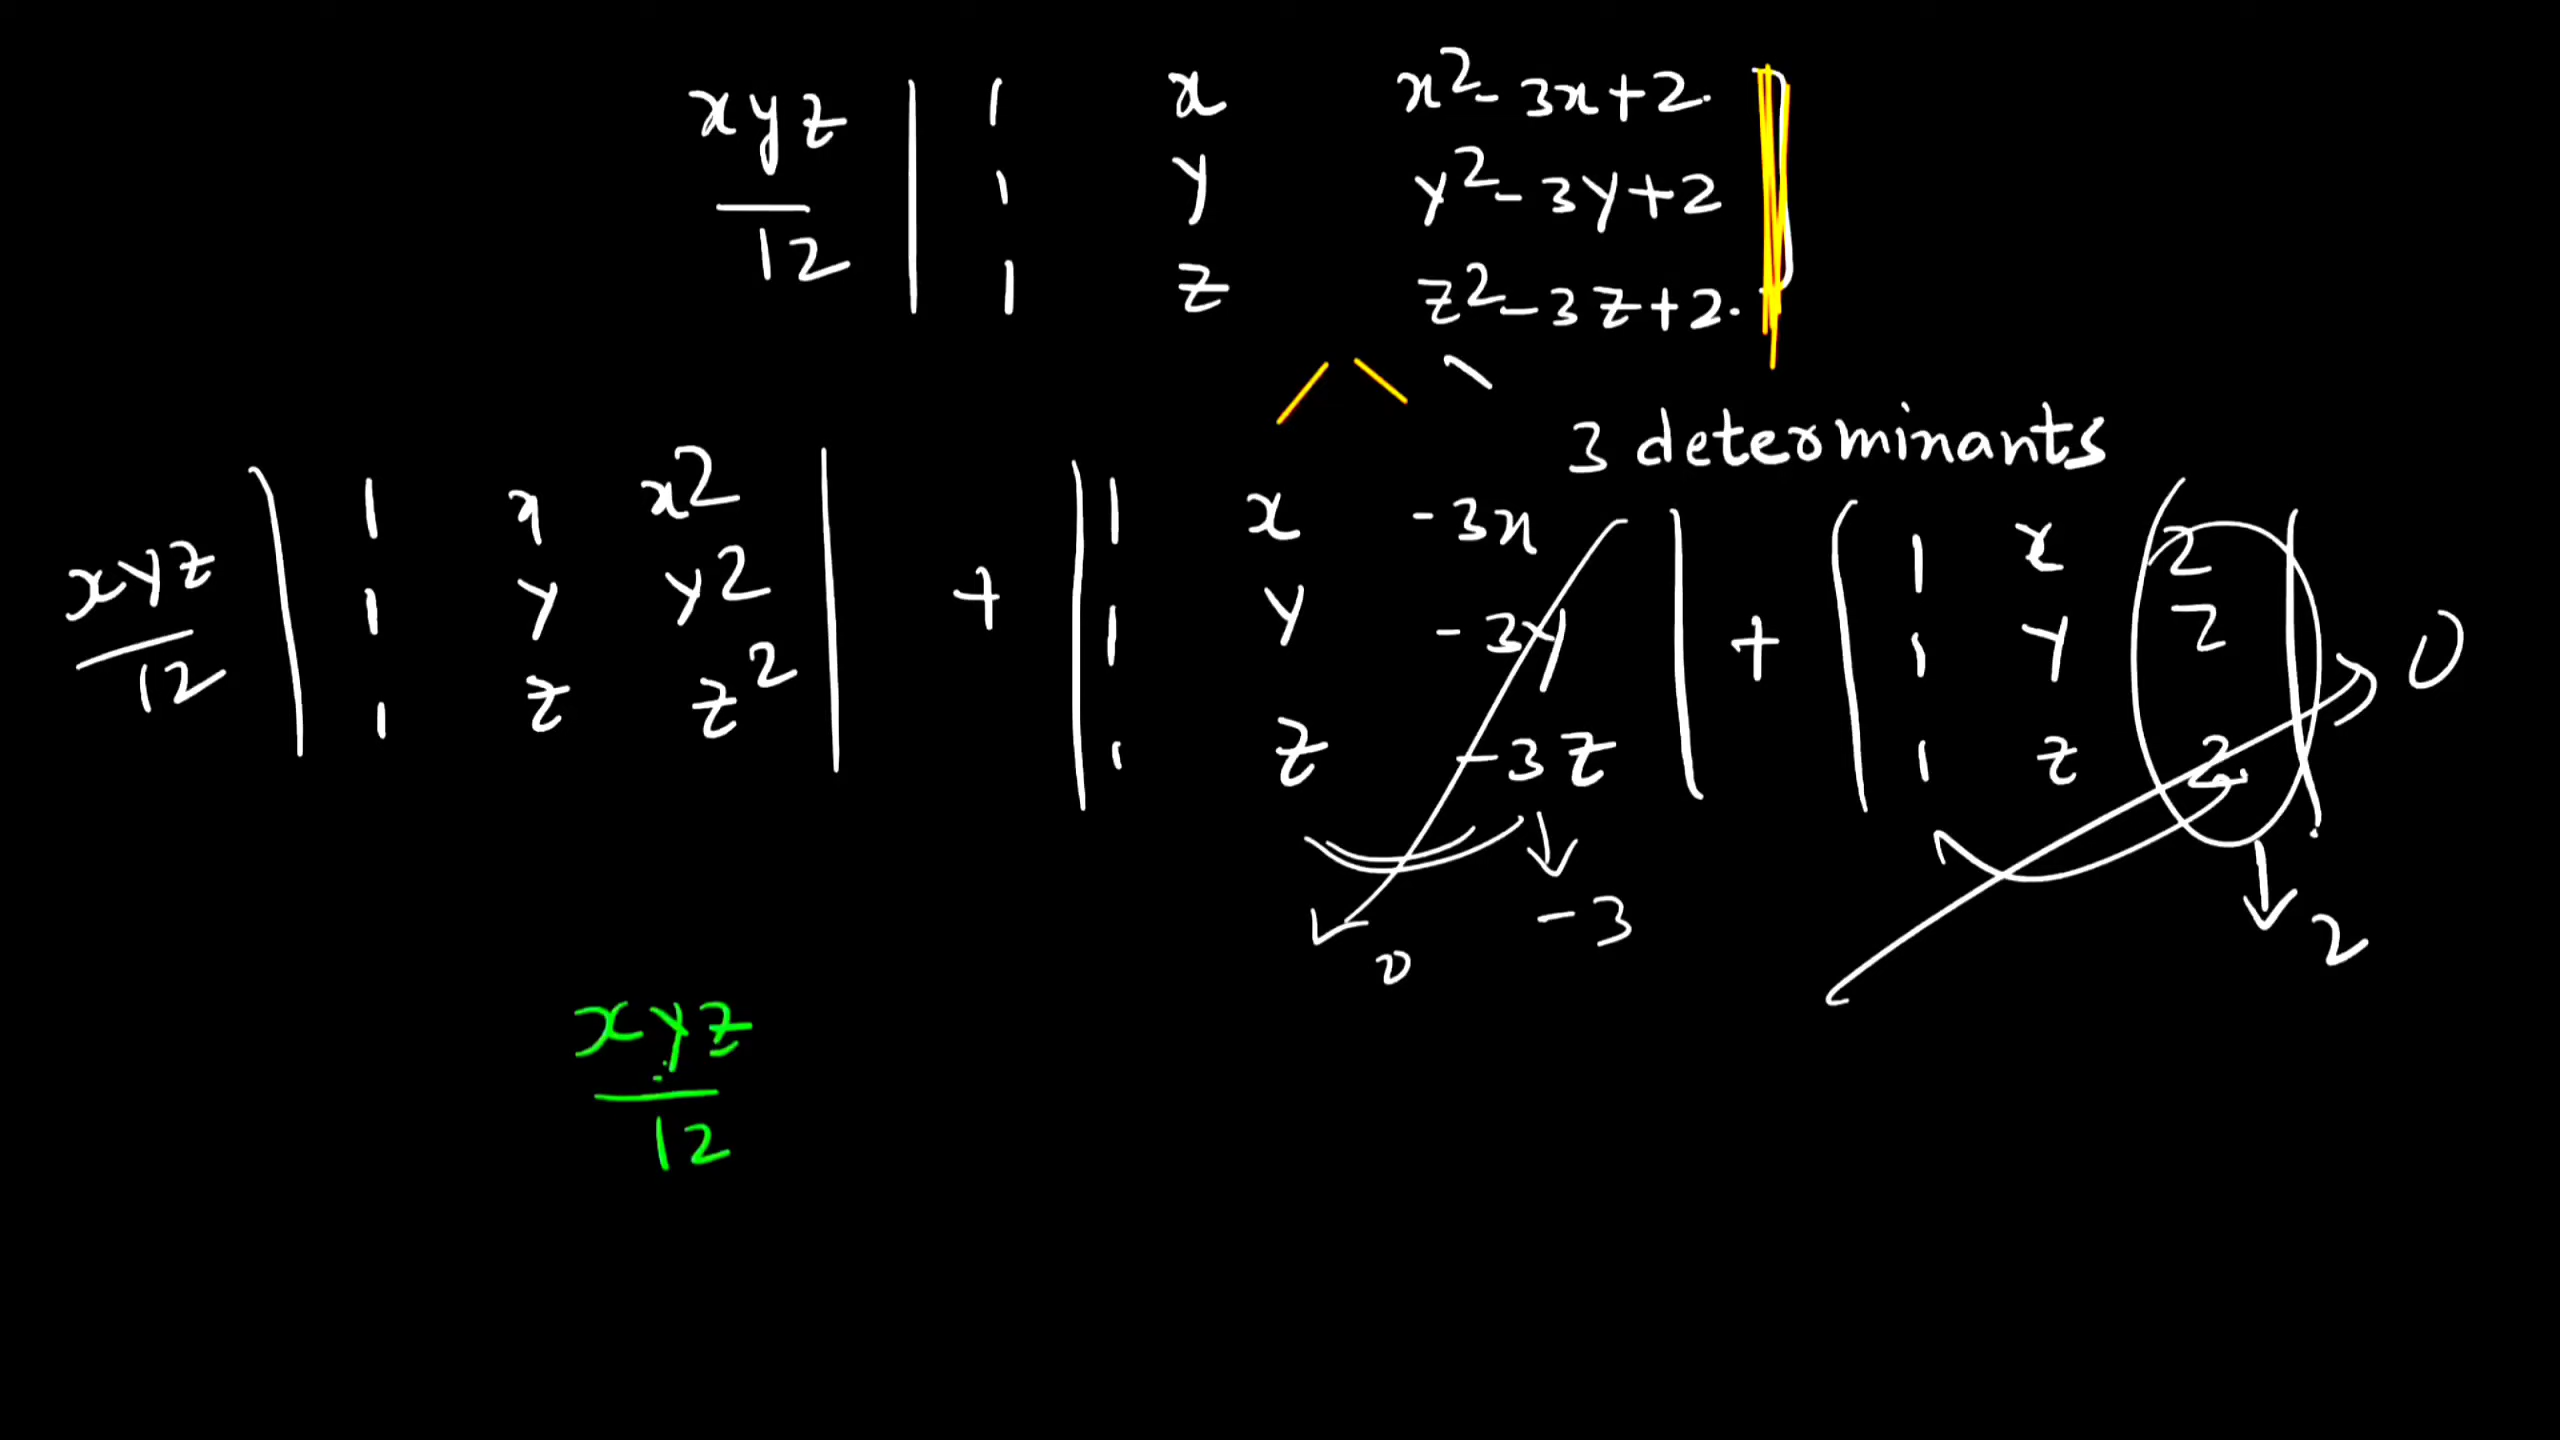 xyz/12 | 1 x x²-3x+2. |
| 1 y y²-3y+2 |
| 1 z z²-3z+2. |
3 determinants
xyz/12 | 1 x x² | + | 1 x -3x | + | 1 x 2 |
| 1 y y² | | 1 y -3y | | 1 y 2 | 0
| 1 z z² | | 1 z -3z | | 1 z 2 |
0 -3 2
xyz/12